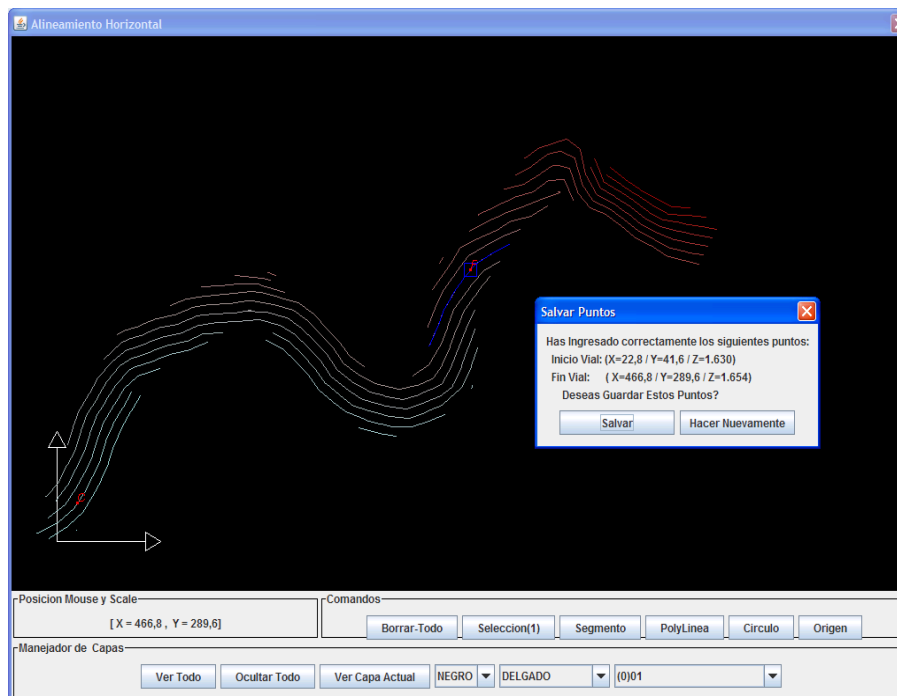 Alineamiento Horizontal
Salvar Puntos
Has Ingresado correctamente los siguientes puntos:
Inicio Vial: (X=22,8 / Y=41,6 / Z=1.630)
Fin Vial: ( X=466,8 / Y=289,6 / Z=1.654)
Deseas Guardar Estos Puntos?
Salvar Hacer Nuevamente
Posicion Mouse y Scale
[ X = 466,8 , Y = 289,6]
Comandos
Borrar-Todo Seleccion(1) Segmento PolyLinea Circulo Origen
Manejador de Capas
Ver Todo Ocultar Todo Ver Capa Actual NEGRO DELGADO (0)01